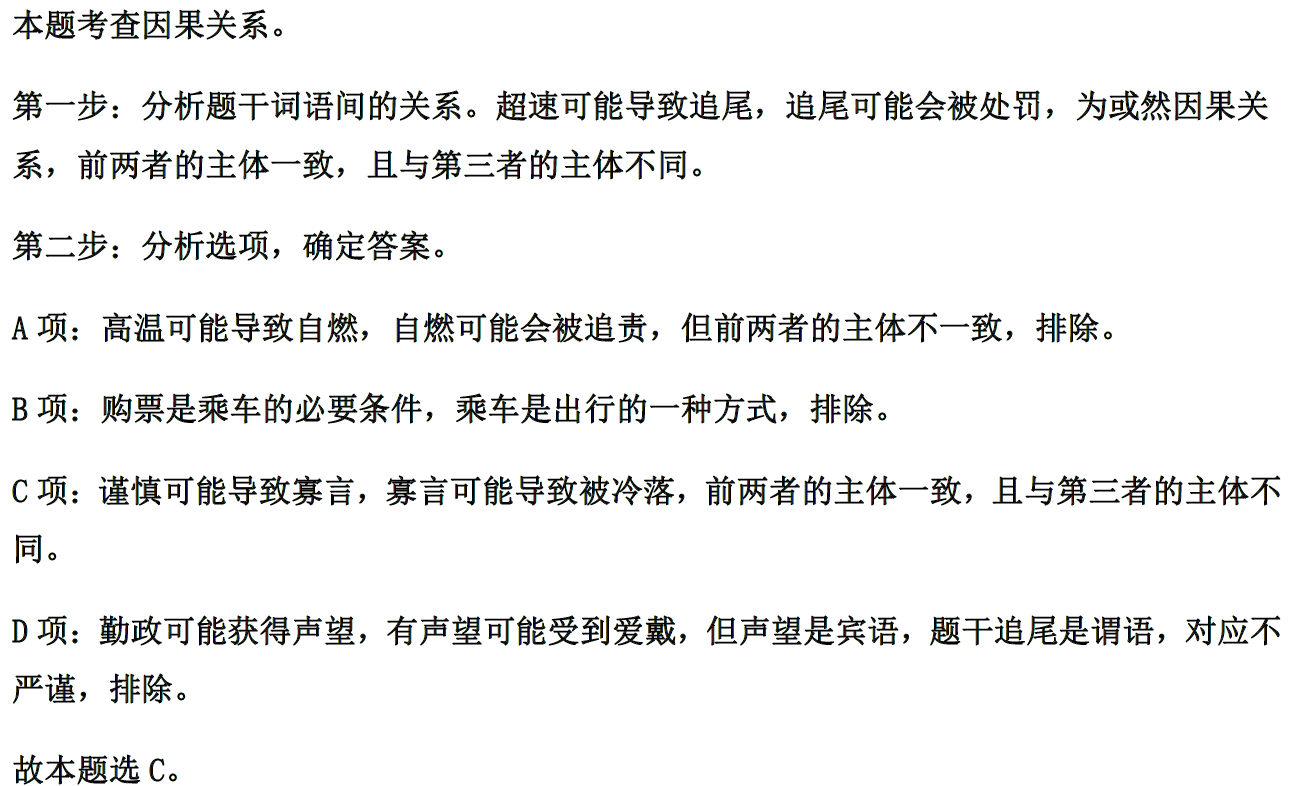 本题考查因果关系。
第一步：分析题干词语间的关系。超速可能导致追尾，追尾可能会被处罚，为或然因果关
系，前两者的主体一致，且与第三者的主体不同。
第二步：分析选项，确定答案。
A 项：高温可能导致自燃，自燃可能会被追责，但前两者的主体不一致，排除。
B 项：购票是乘车的必要条件，乘车是出行的一种方式，排除。
C 项：谨慎可能导致寡言，寡言可能导致被冷落，前两者的主体一致，且与第三者的主体不
同。
D 项：勤政可能获得声望，有声望可能受到爱戴，但声望是宾语，题干追尾是谓语，对应不
严谨，排除。
故本题选 C。